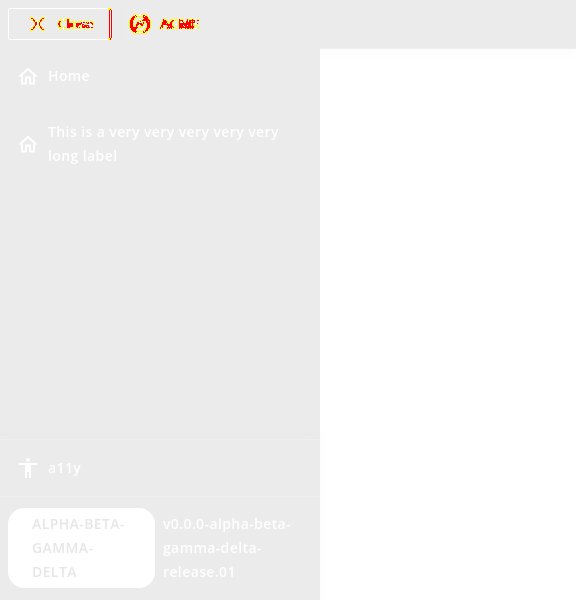 Close ACME
Home
This is a very very very very very
long label
a11y
ALPHA-BETA-
GAMMA-
DELTA
v0.0.0-alpha-beta-
gamma-delta-
release.01